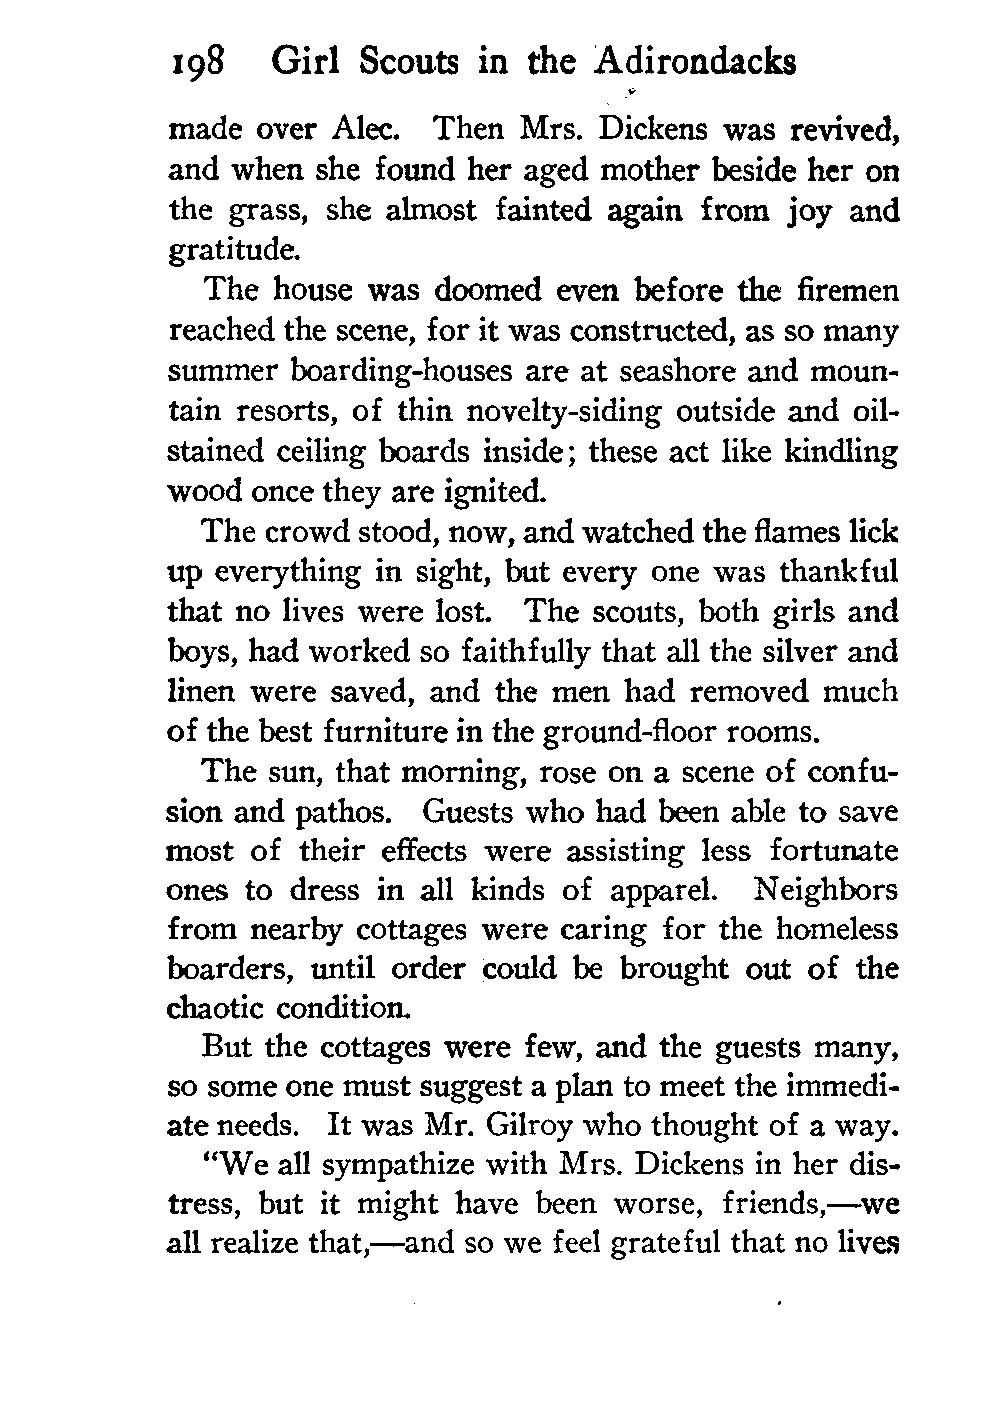 198 Girl Scouts in the Adirondacks
made over Alec. Then Mrs. Dickens was revived,
and when she found her aged mother beside her on
the grass, she almost fainted again from joy and
gratitude.
The house was doomed even before the firemen
reached the scene, for it was constructed, as so many
summer boarding-houses are at seashore and moun-
tain resorts, of thin novelty-siding outside and oil-
stained ceiling boards inside; these act like kindling
wood once they are ignited.
The crowd stood, now, and watched the flames lick
up everything in sight, but every one was thankful
that no lives were lost. The scouts, both girls and
boys, had worked so faithfully that all the silver and
linen were saved, and the men had removed much
of the best furniture in the ground-floor rooms.
The sun, that morning, rose on a scene of confu-
sion and pathos. Guests who had been able to save
most of their effects were assisting less fortunate
ones to dress in all kinds of apparel. Neighbors
from nearby cottages were caring for the homeless
boarders, until order could be brought out of the
chaotic condition.
But the cottages were few, and the guests many,
so some one must suggest a plan to meet the immedi-
ate needs. It was Mr. Gilroy who thought of a way.
"We all sympathize with Mrs. Dickens in her dis-
tress, but it might have been worse, friends,—we
all realize that,—and so we feel grateful that no lives